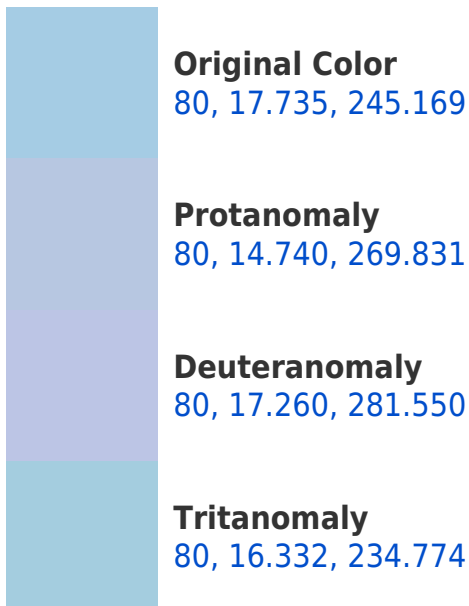 Original Color
80, 17.735, 245.169
Protanomaly
80, 14.740, 269.831
Deuteranomaly
80, 17.260, 281.550
Tritanomaly
80, 16.332, 234.774